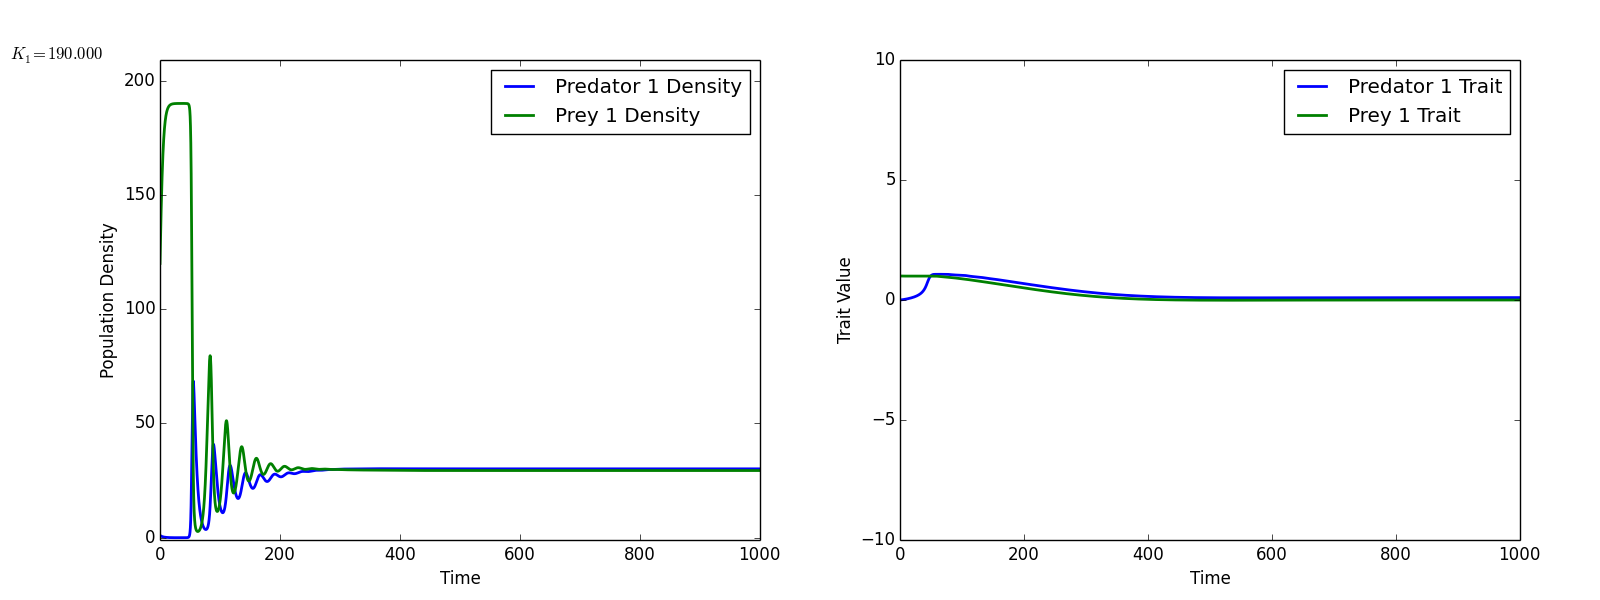 K1 = 190.000
200
150
100
50
0
0 200 400 600 800 1000
Population Density
Time
Predator 1 Density
Prey 1 Density
10
5
0
−5
−10
0 200 400 600 800 1000
Trait Value
Time
Predator 1 Trait
Prey 1 Trait